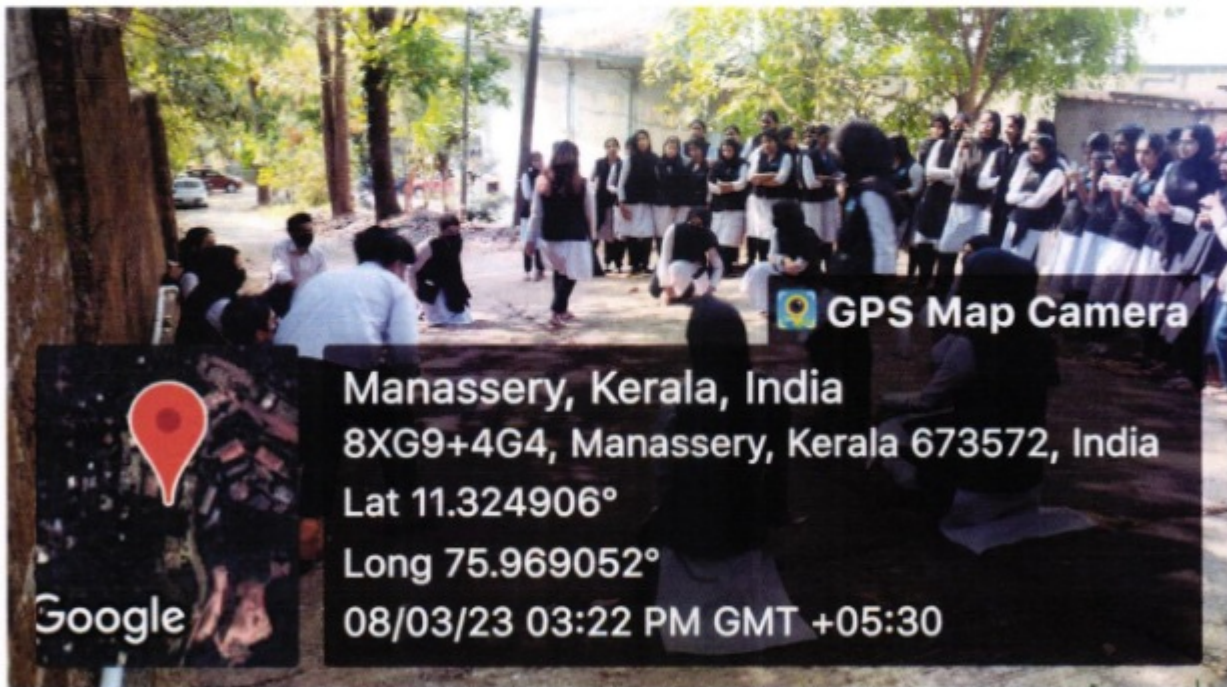 GPS Map Camera
Manassery, Kerala, India
8XG9+4G4, Manassery, Kerala 673572, India
Lat 11.324906°
Long 75.969052°
08/03/23 03:22 PM GMT +05:30
Google